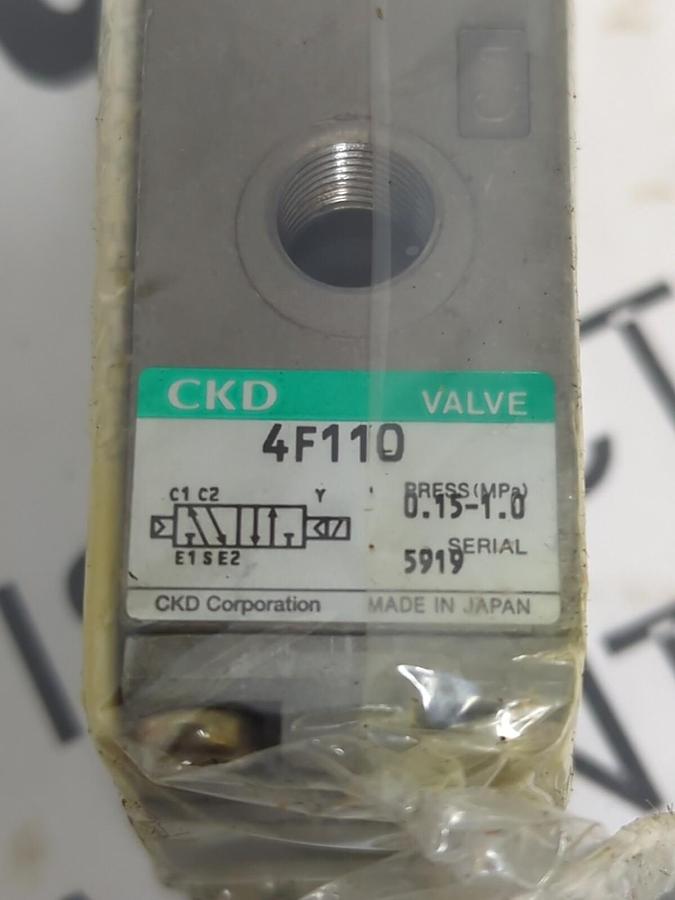 CKD VALVE
4F110
C1 C2 Y PRESS(MPa)
0.15-1.0
E1 S E2 SERIAL
5919
CKD Corporation MADE IN JAPAN